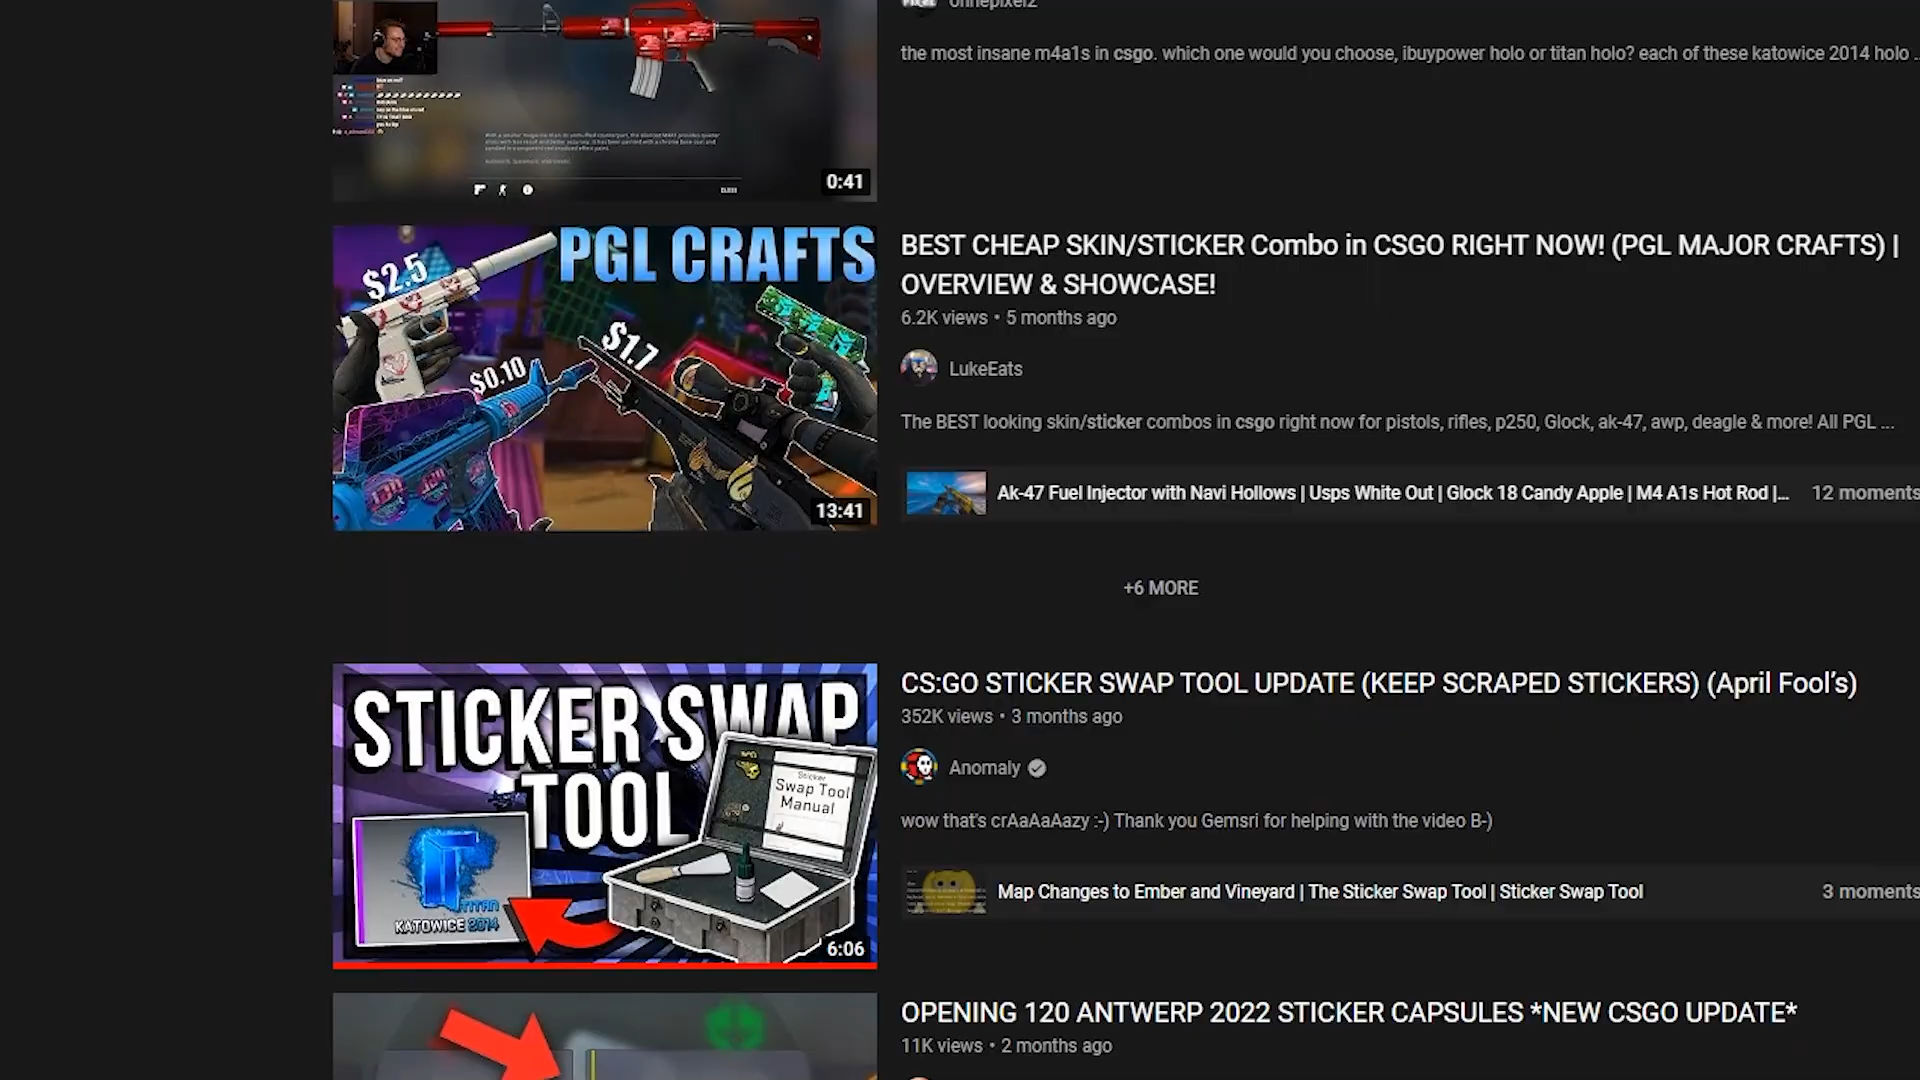 the most insane m4a1s in csgo. which one would you choose, ibuypower holo or titan holo? each of these katowice 2014 holo ...
0:41
PGL CRAFTS
$2.5
$1.7
$0.10
13:41
BEST CHEAP SKIN/STICKER Combo in CSGO RIGHT NOW! (PGL MAJOR CRAFTS) |
OVERVIEW & SHOWCASE!
6.2K views • 5 months ago
LukeEats
The BEST looking skin/sticker combos in csgo right now for pistols, rifles, p250, Glock, ak-47, awp, deagle & more! All PGL ...
Ak-47 Fuel Injector with Navi Hollows | Usps White Out | Glock 18 Candy Apple | M4 A1s Hot Rod |...
12 moments
+6 MORE
STICKER SWAP
TOOL
Sticker
Swap Tool
Manual
TITAN
KATOWICE 2014
6:06
CS:GO STICKER SWAP TOOL UPDATE (KEEP SCRAPED STICKERS) (April Fool's)
352K views • 3 months ago
Anomaly
wow that's crAaAaAazy :-) Thank you Gemsri for helping with the video B-)
Map Changes to Ember and Vineyard | The Sticker Swap Tool | Sticker Swap Tool
3 moments
OPENING 120 ANTWERP 2022 STICKER CAPSULES *NEW CSGO UPDATE*
11K views • 2 months ago